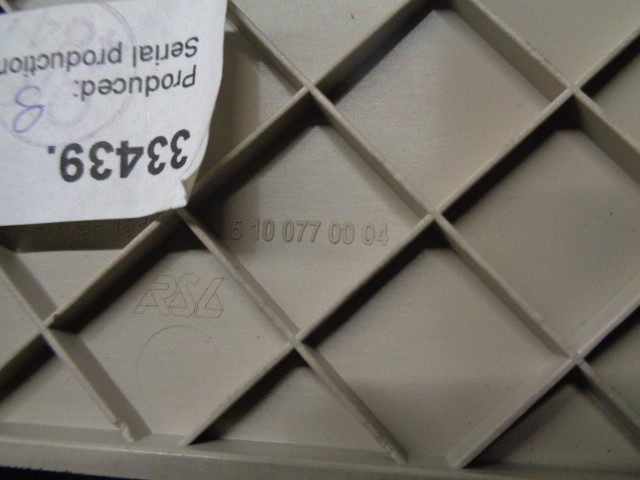 33439.
Produced:
Serial production
5 10 077 00 04
RSL